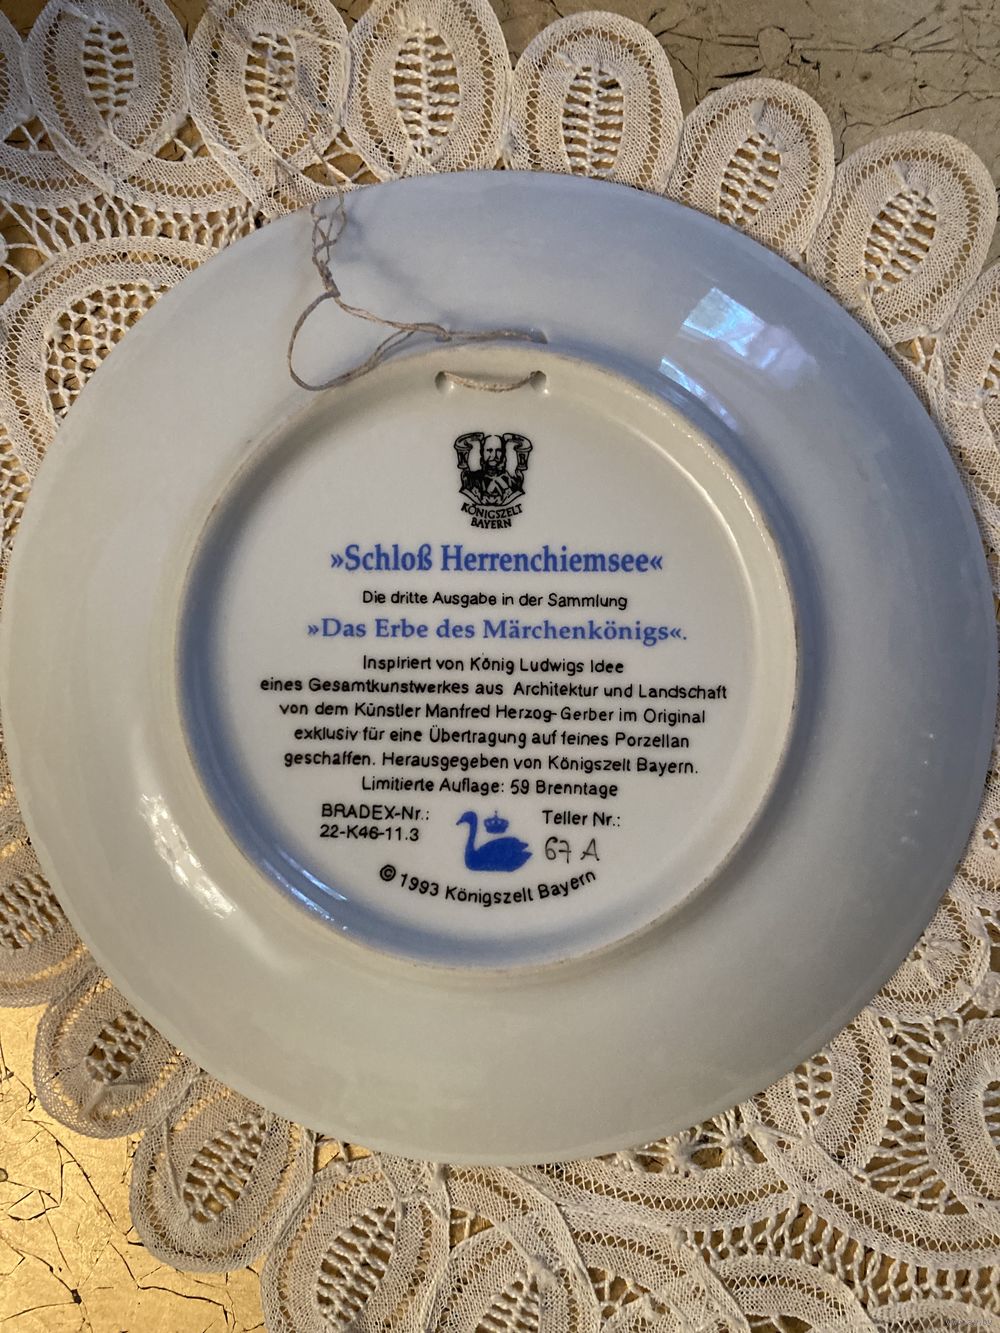 KÖNIGSZELT
BAYERN
»Schloß Herrenchiemsee«
Die dritte Ausgabe in der Sammlung
»Das Erbe des Märchenkönigs«.
Inspiriert von König Ludwigs Idee
eines Gesamtkunstwerkes aus Architektur und Landschaft
von dem Künstler Manfred Herzog-Gerber im Original
exklusiv für eine Übertragung auf feines Porzellan
geschaffen. Herausgegeben von Königszelt Bayern.
Limitierte Auflage: 59 Brenntage
BRADEX-Nr.:
22-K46-11.3
Teller Nr.:
67 A
© 1993 Königszelt Bayern